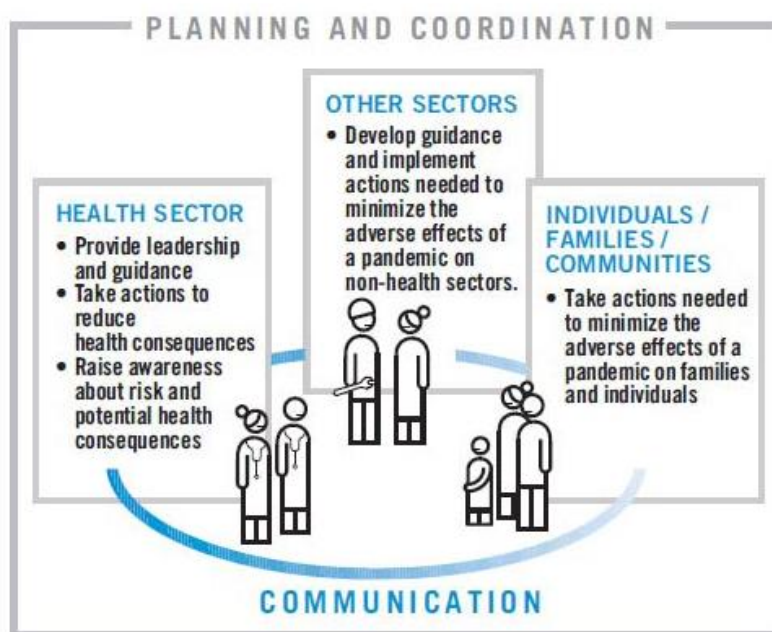 PLANNING AND COORDINATION
OTHER SECTORS
• Develop guidance
and implement
actions needed to
minimize the
adverse effects of
a pandemic on
non-health sectors.
HEALTH SECTOR
• Provide leadership
and guidance
• Take actions to
reduce
health consequences
• Raise awareness
about risk and
potential health
consequences
INDIVIDUALS /
FAMILIES /
COMMUNITIES
• Take actions needed
to minimize the
adverse effects of a
pandemic on families
and individuals
COMMUNICATION